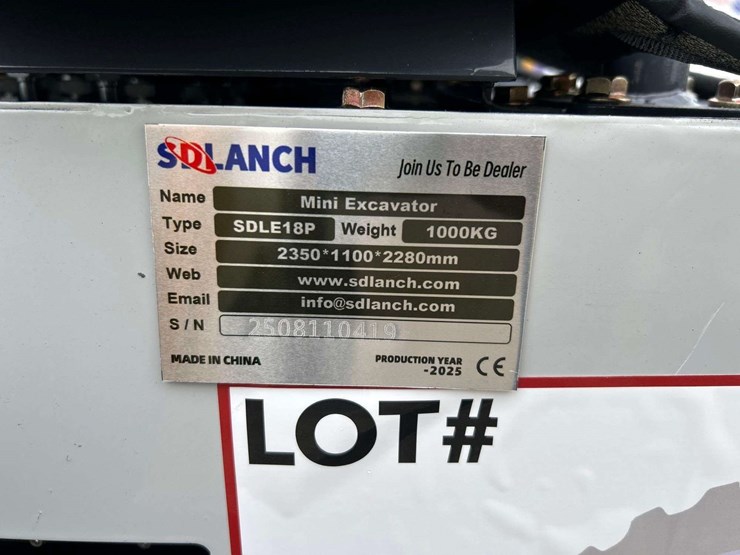 SDLANCH Join Us To Be Dealer
Name Mini Excavator
Type SDLE18P Weight 1000KG
Size 2350*1100*2280mm
Web www.sdlanch.com
Email info@sdlanch.com
S/N 2508110419
MADE IN CHINA PRODUCTION YEAR
-2025 CE
LOT#